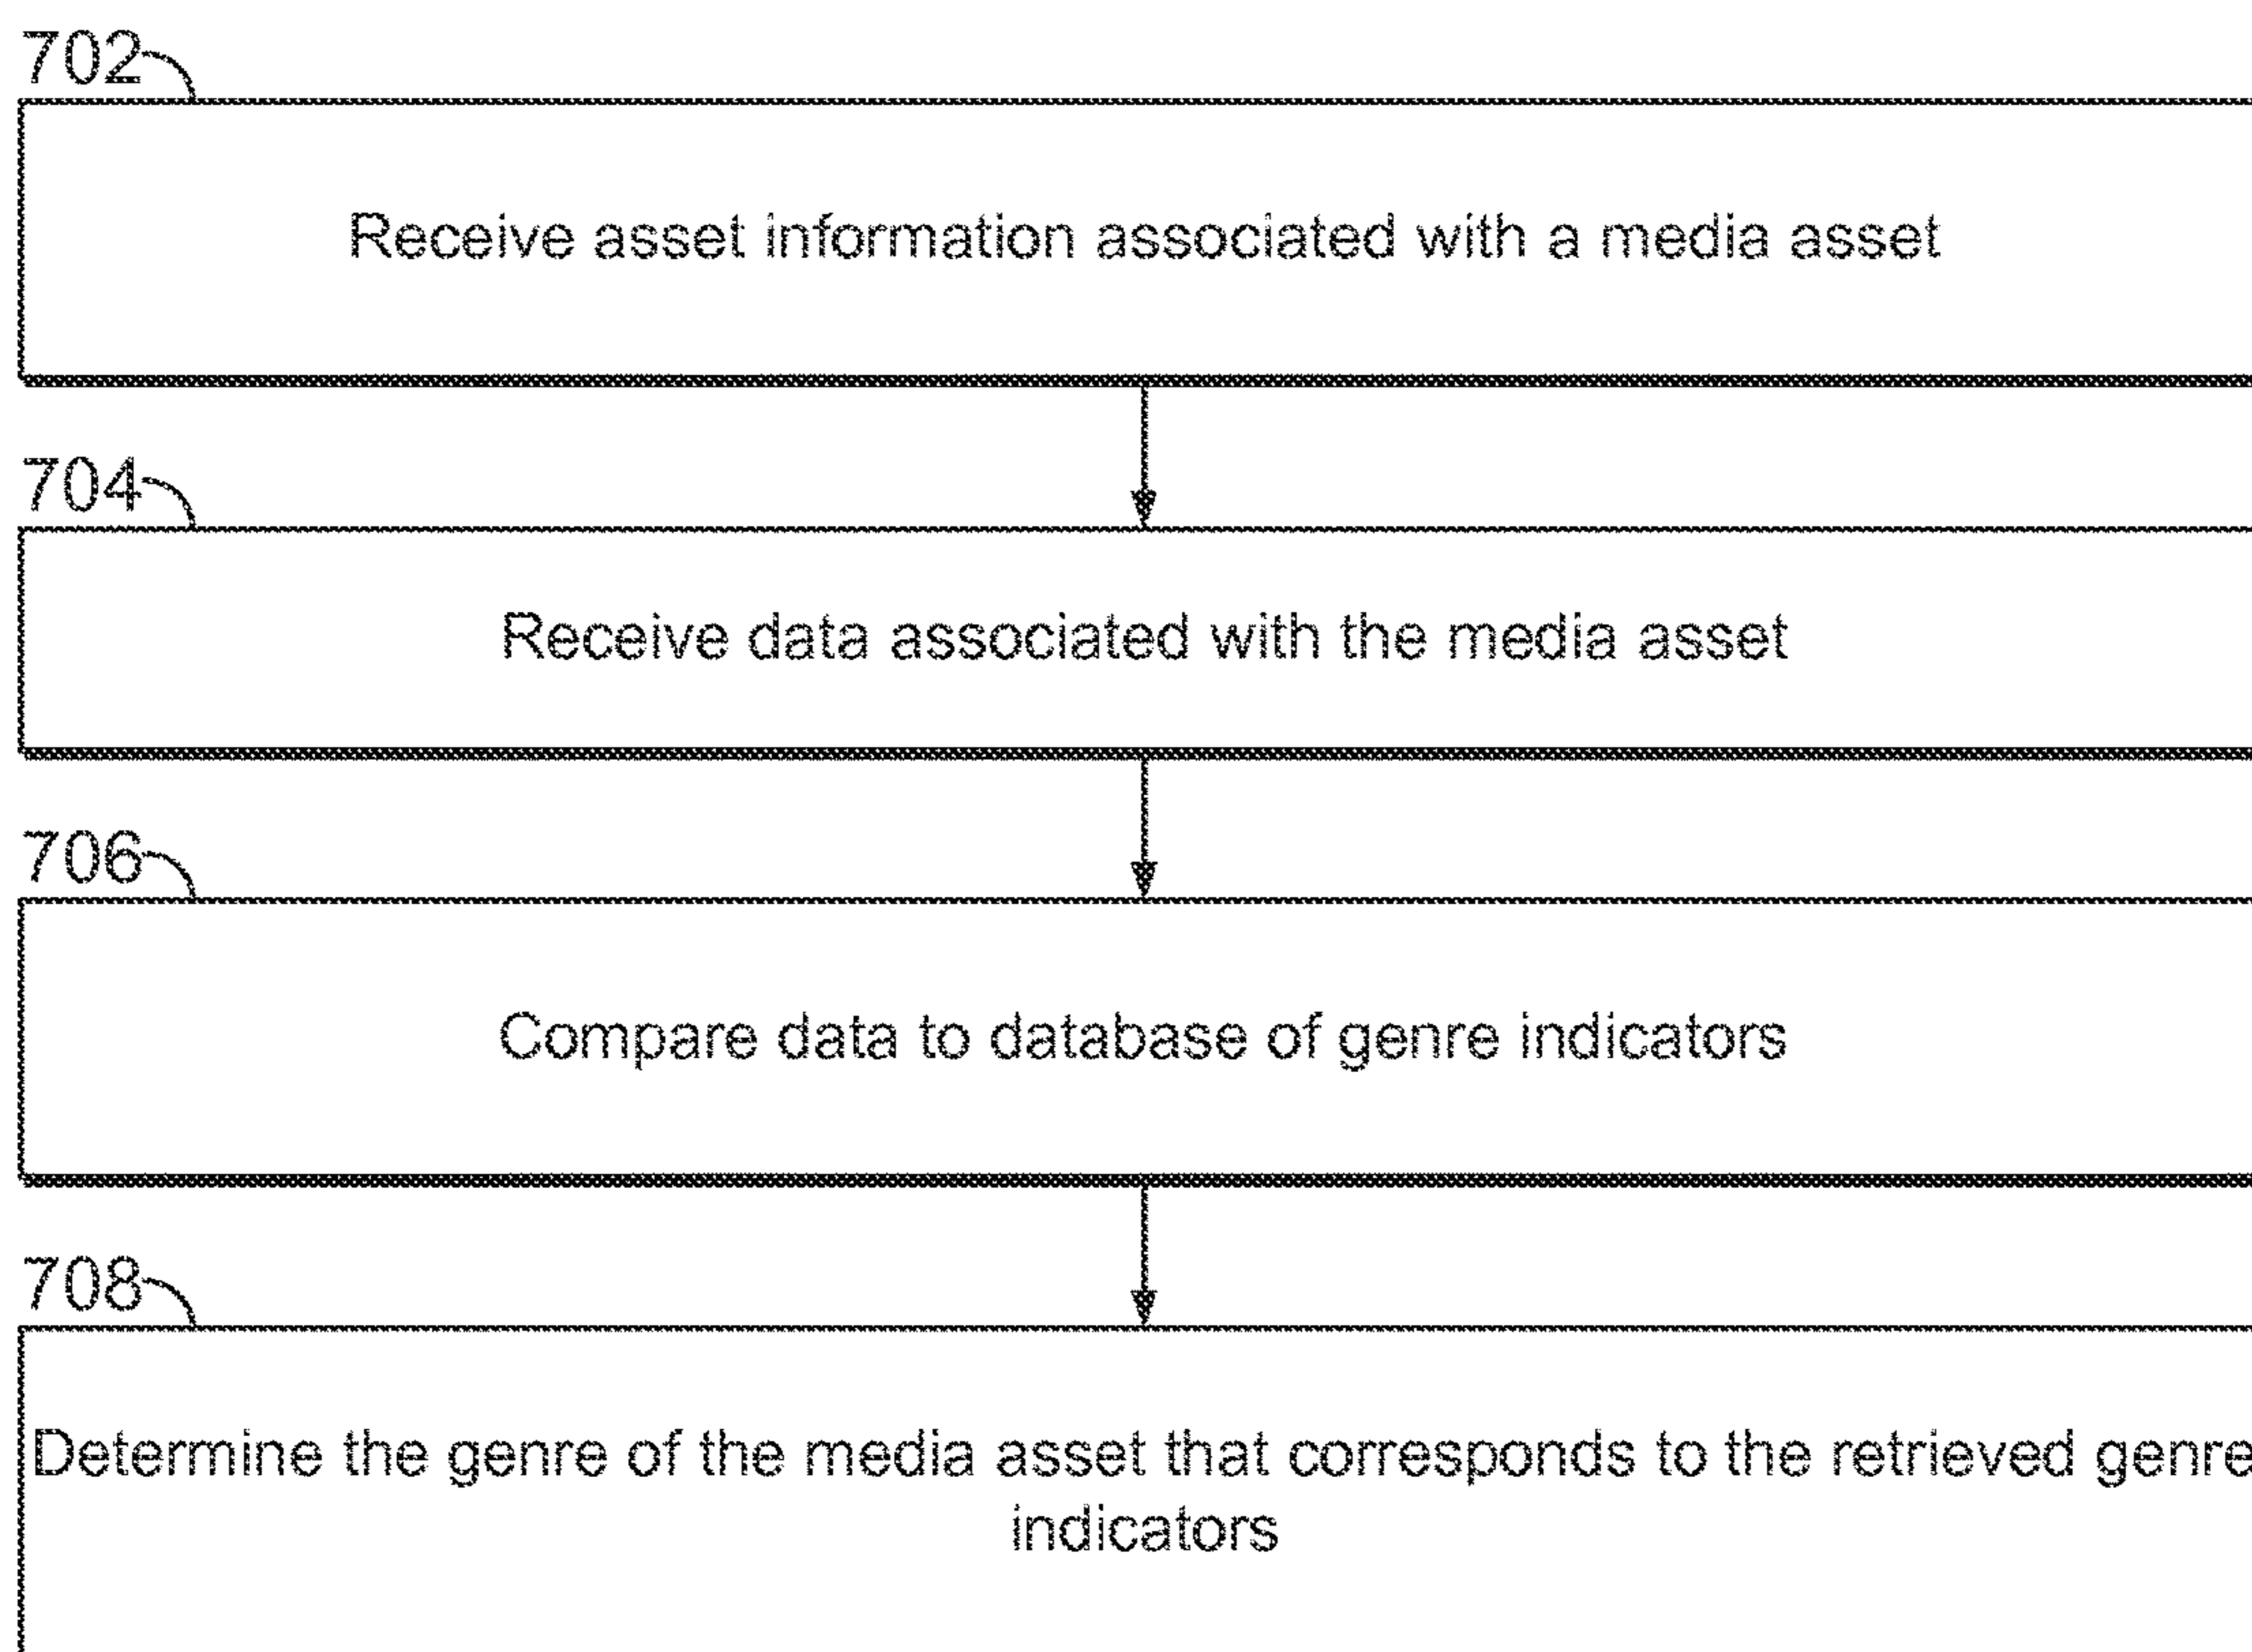 702
Receive asset information associated with a media asset
704
Receive data associated with the media asset
706
Compare data to database of genre indicators
708
Determine the genre of the media asset that corresponds to the retrieved genre
indicators